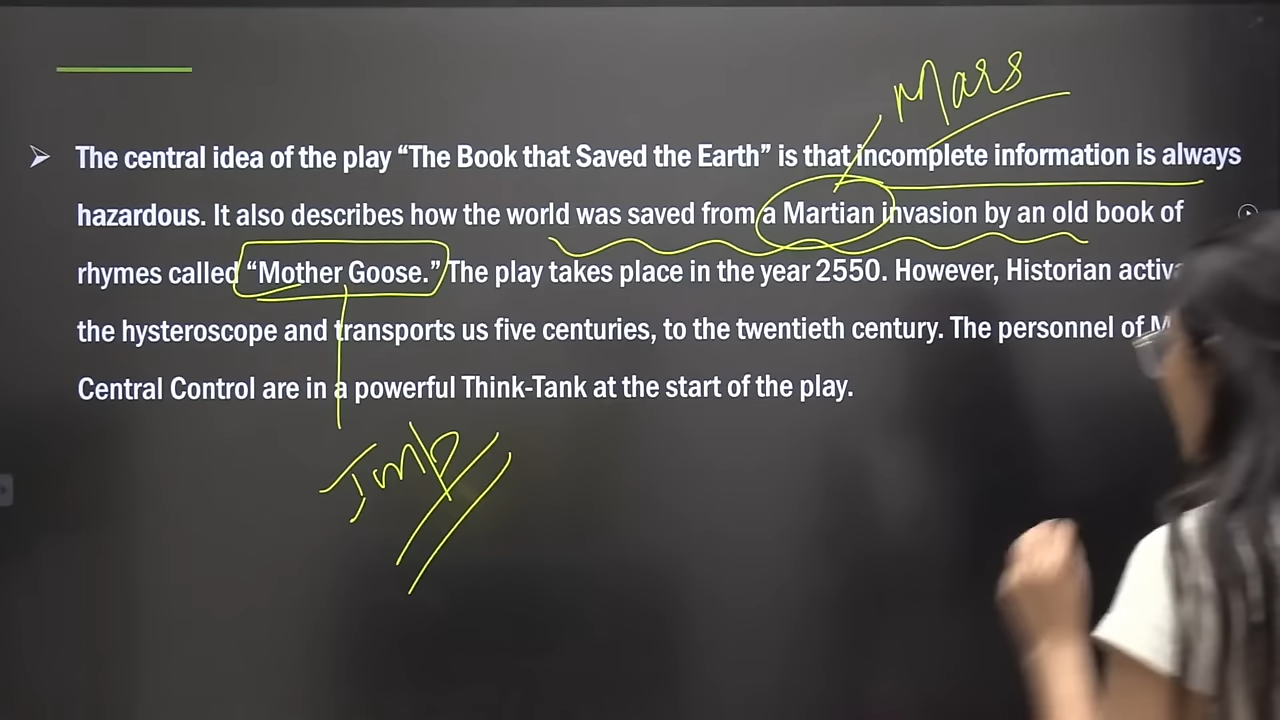 Mars
The central idea of the play “The Book that Saved the Earth” is that incomplete information is always
hazardous. It also describes how the world was saved from a Martian invasion by an old book of
rhymes called “Mother Goose.” The play takes place in the year 2550. However, Historian activa
the hysteroscope and transports us five centuries, to the twentieth century. The personnel of M
Central Control are in a powerful Think-Tank at the start of the play.
Imp